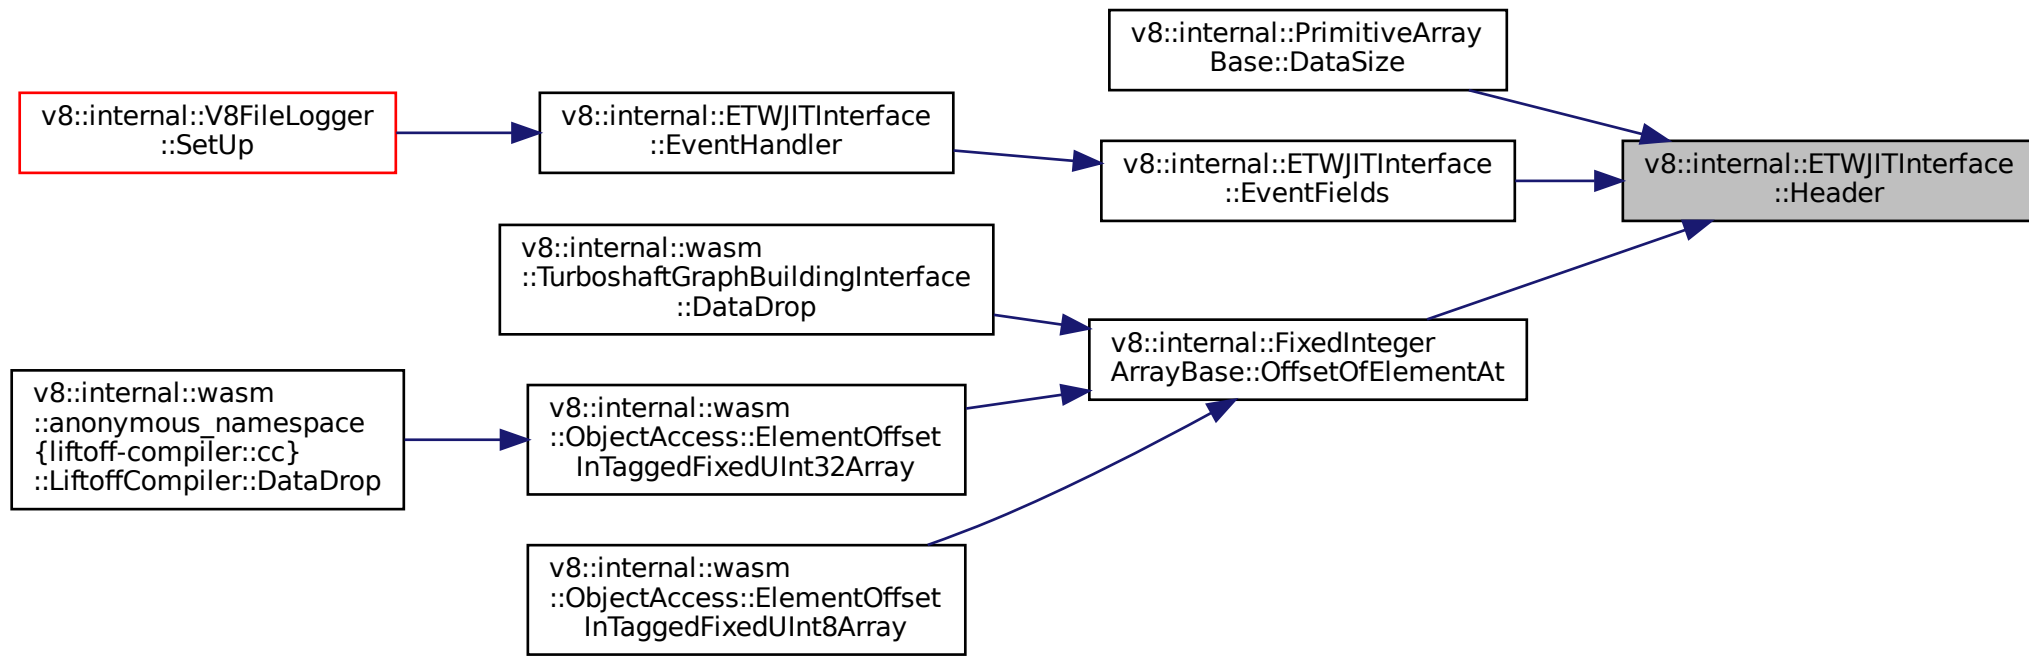 v8::internal::PrimitiveArray
Base::DataSize
v8::internal::V8FileLogger
::SetUp
v8::internal::ETWJITInterface
::EventHandler
v8::internal::ETWJITInterface
::EventFields
v8::internal::ETWJITInterface
::Header
v8::internal::wasm
::TurboshaftGraphBuildingInterface
::DataDrop
v8::internal::FixedInteger
ArrayBase::OffsetOfElementAt
v8::internal::wasm
::anonymous_namespace
{liftoff-compiler::cc}
::LiftoffCompiler::DataDrop
v8::internal::wasm
::ObjectAccess::ElementOffset
InTaggedFixedUInt32Array
v8::internal::wasm
::ObjectAccess::ElementOffset
InTaggedFixedUInt8Array